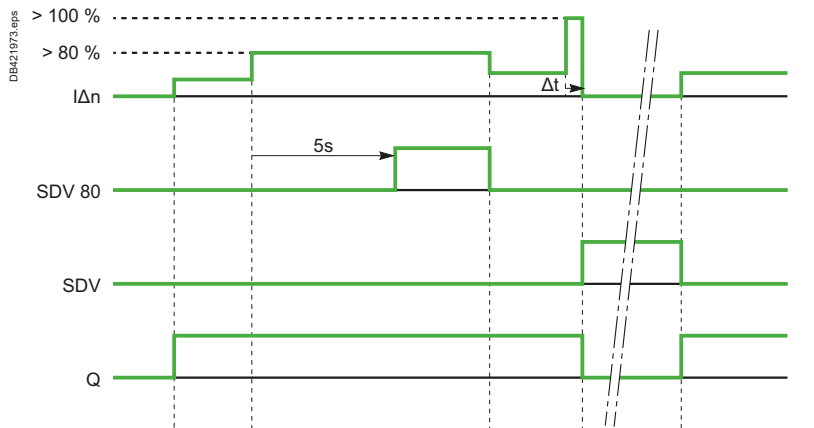 DB421973.eps
> 100 %
> 80 %
IΔn
Δt
5s
SDV 80
SDV
Q